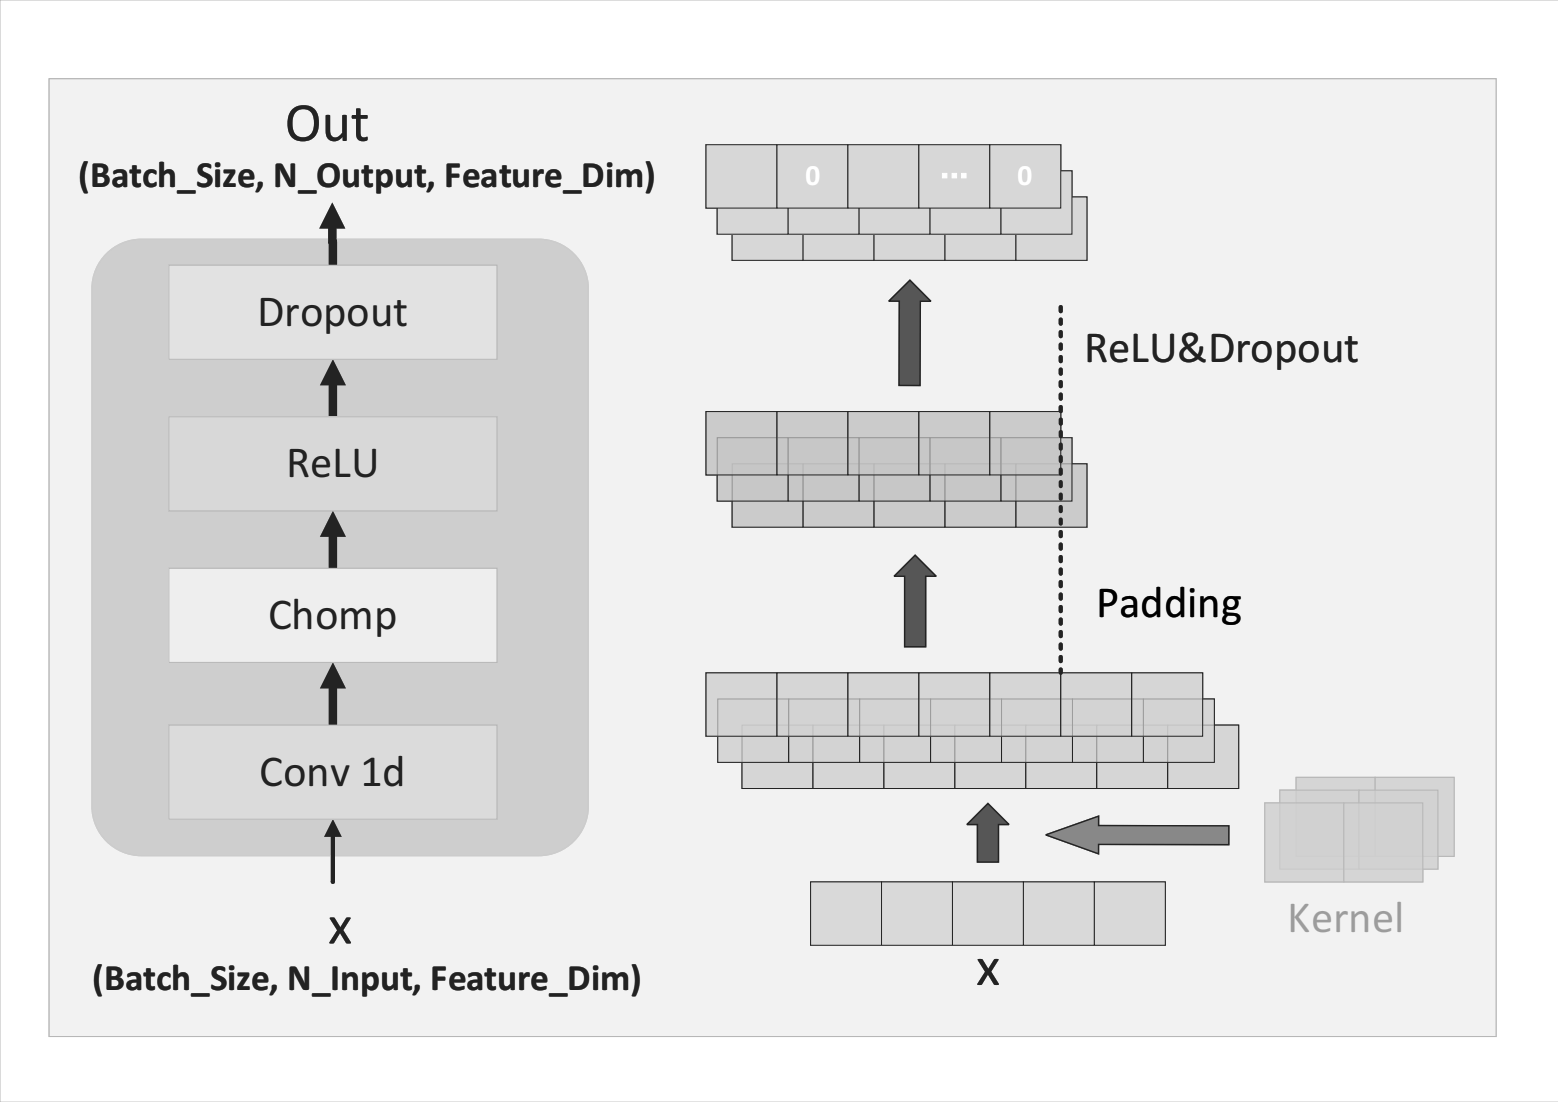 Out
(Batch_Size, N_Output, Feature_Dim)
Dropout
ReLU
Chomp
Conv 1d
X
(Batch_Size, N_Input, Feature_Dim)
0 ... 0
ReLU&Dropout
Padding
Kernel
X